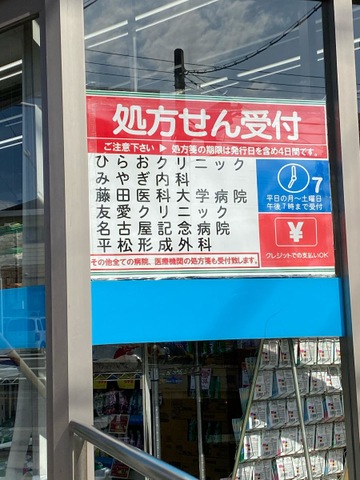 処方せん受付
ご注意下さい ▶ 処方箋の期限は発行日を含め4日間です。
ひらおクリニック
みやぎ内科
藤田医科大学病院
友愛クリニック
名古屋記念病院
平松形成外科
その他全ての病院、医療機関の処方箋も受付致します。
7
平日の月〜土曜日
午後7時まで受付
¥
クレジットでの支払いOK